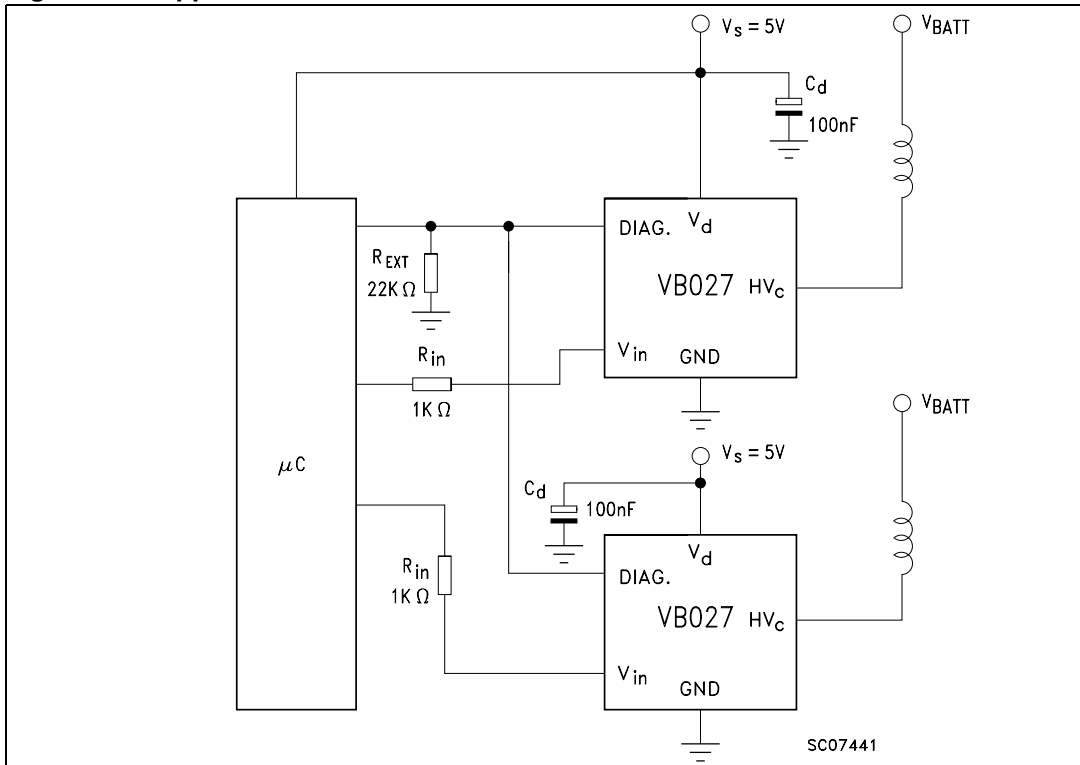 V_S = 5V
V_BATT
C_d
100nF
DIAG.
V_d
R_EXT
22K Ω
VB027
HV_C
V_in
GND
R_in
1K Ω
V_BATT
μC
V_S = 5V
C_d
100nF
V_d
R_in
1K Ω
DIAG.
VB027
HV_C
V_in
GND
SC07441